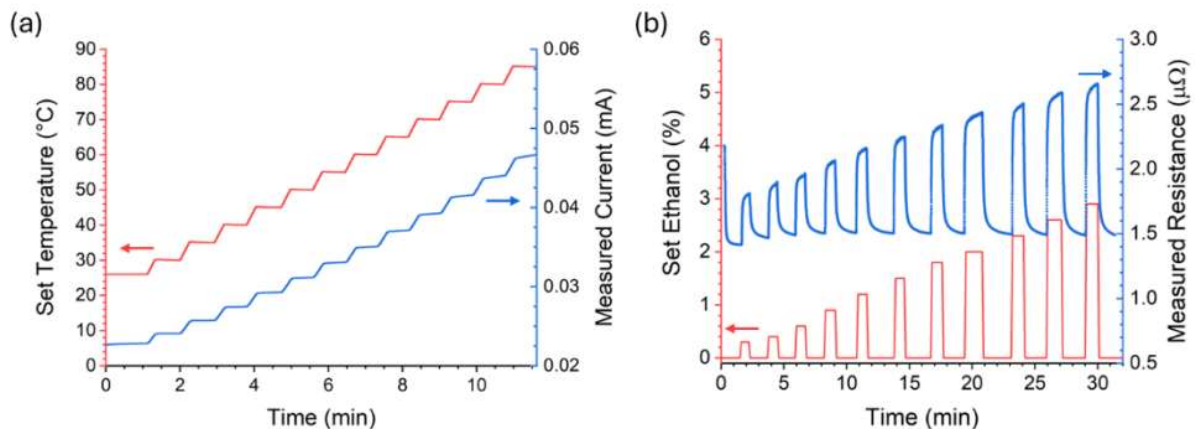 (a)
90
80
70
60
50
40
30
20
10
0
Set Temperature (°C)
0.06
0.05
0.04
0.03
0.02
Measured Current (mA)
0 2 4 6 8 10
Time (min)
(b)
6
5
4
3
2
1
0
Set Ethanol (%)
3.0
2.5
2.0
1.5
1.0
0.5
Measured Resistance (μΩ)
0 5 10 15 20 25 30
Time (min)